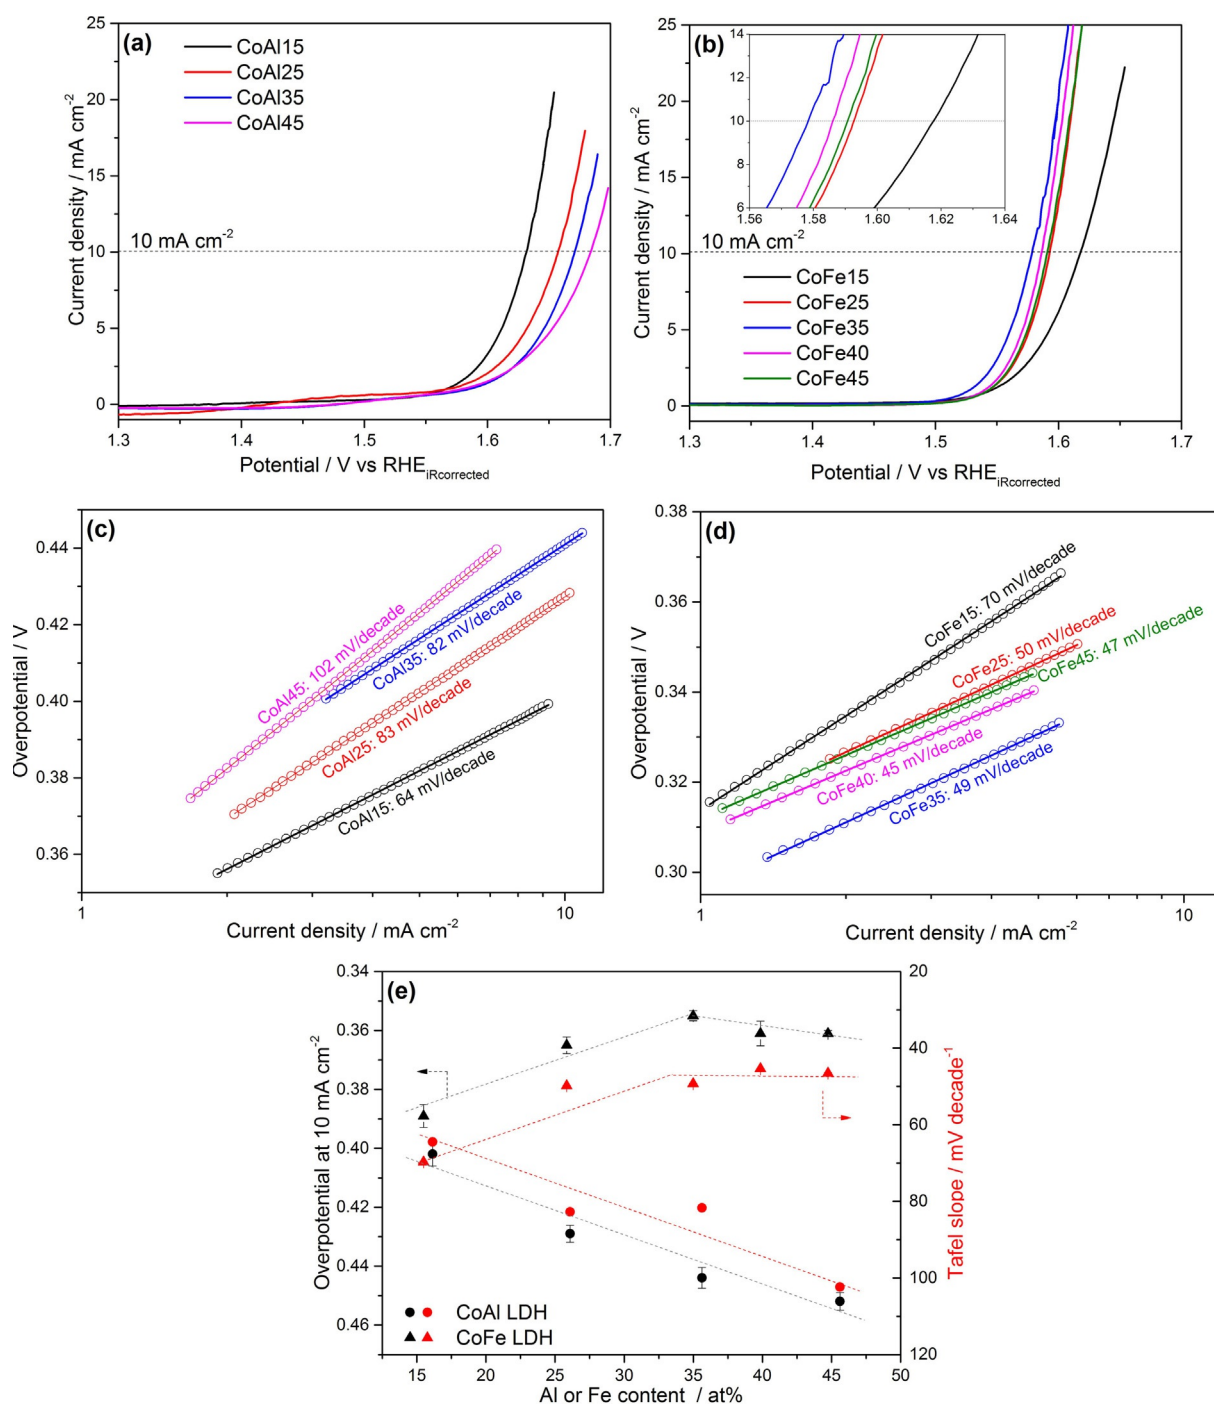 (a)
CoAl15
CoAl25
CoAl35
CoAl45
10 mA cm⁻²
Current density / mA cm⁻²
25
20
15
10
5
0
1.3 1.4 1.5 1.6 1.7
Potential / V vs RHE_iRcorrected
(b)
14
12
10
8
6
1.56 1.58 1.60 1.62 1.64
10 mA cm⁻²
CoFe15
CoFe25
CoFe35
CoFe40
CoFe45
Current density / mA cm⁻²
25
20
15
10
5
0
1.3 1.4 1.5 1.6 1.7
Potential / V vs RHE_iRcorrected
(c)
CoAl45: 102 mV/decade
CoAl35: 82 mV/decade
CoAl25: 83 mV/decade
CoAl15: 64 mV/decade
Overpotential / V
0.44
0.42
0.40
0.38
0.36
1 10
Current density / mA cm⁻²
(d)
CoFe15: 70 mV/decade
CoFe25: 50 mV/decade
CoFe45: 47 mV/decade
CoFe40: 45 mV/decade
CoFe35: 49 mV/decade
Overpotential / V
0.38
0.36
0.34
0.32
0.30
1 10
Current density / mA cm⁻²
(e)
Overpotential at 10 mA cm⁻²
0.34
0.36
0.38
0.40
0.42
0.44
0.46
CoAl LDH
CoFe LDH
20
40
60
80
100
120
Tafel slope / mV decade⁻¹
15 20 25 30 35 40 45 50
Al or Fe content / at%